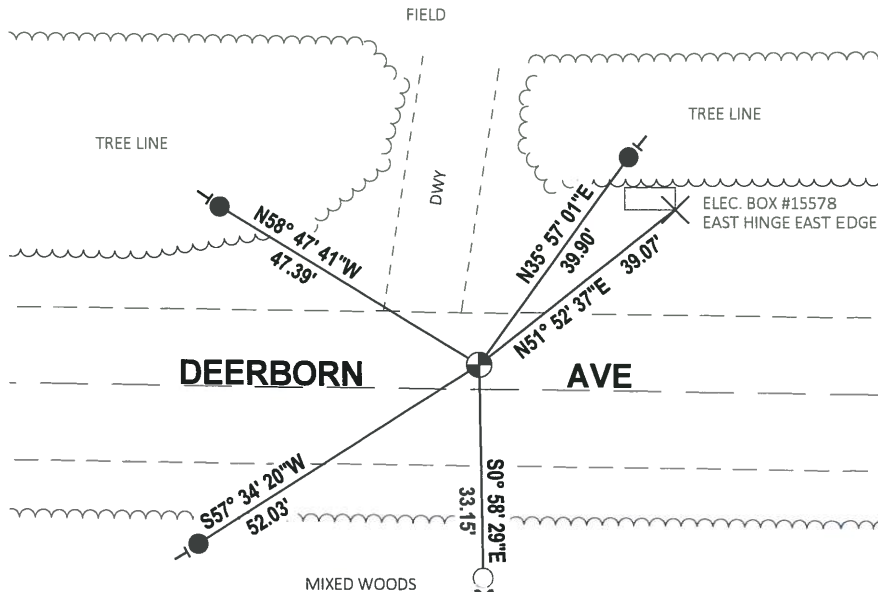 FIELD
TREE LINE
TREE LINE
DWY
ELEC. BOX #15578
EAST HINGE EAST EDGE
N58° 47' 41"W
47.39'
N35° 57' 01"E
39.90'
N51° 52' 37"E 39.07'
DEERBORN AVE
S57° 34' 20"W
52.03'
S0° 58' 29"E
33.15'
MIXED WOODS